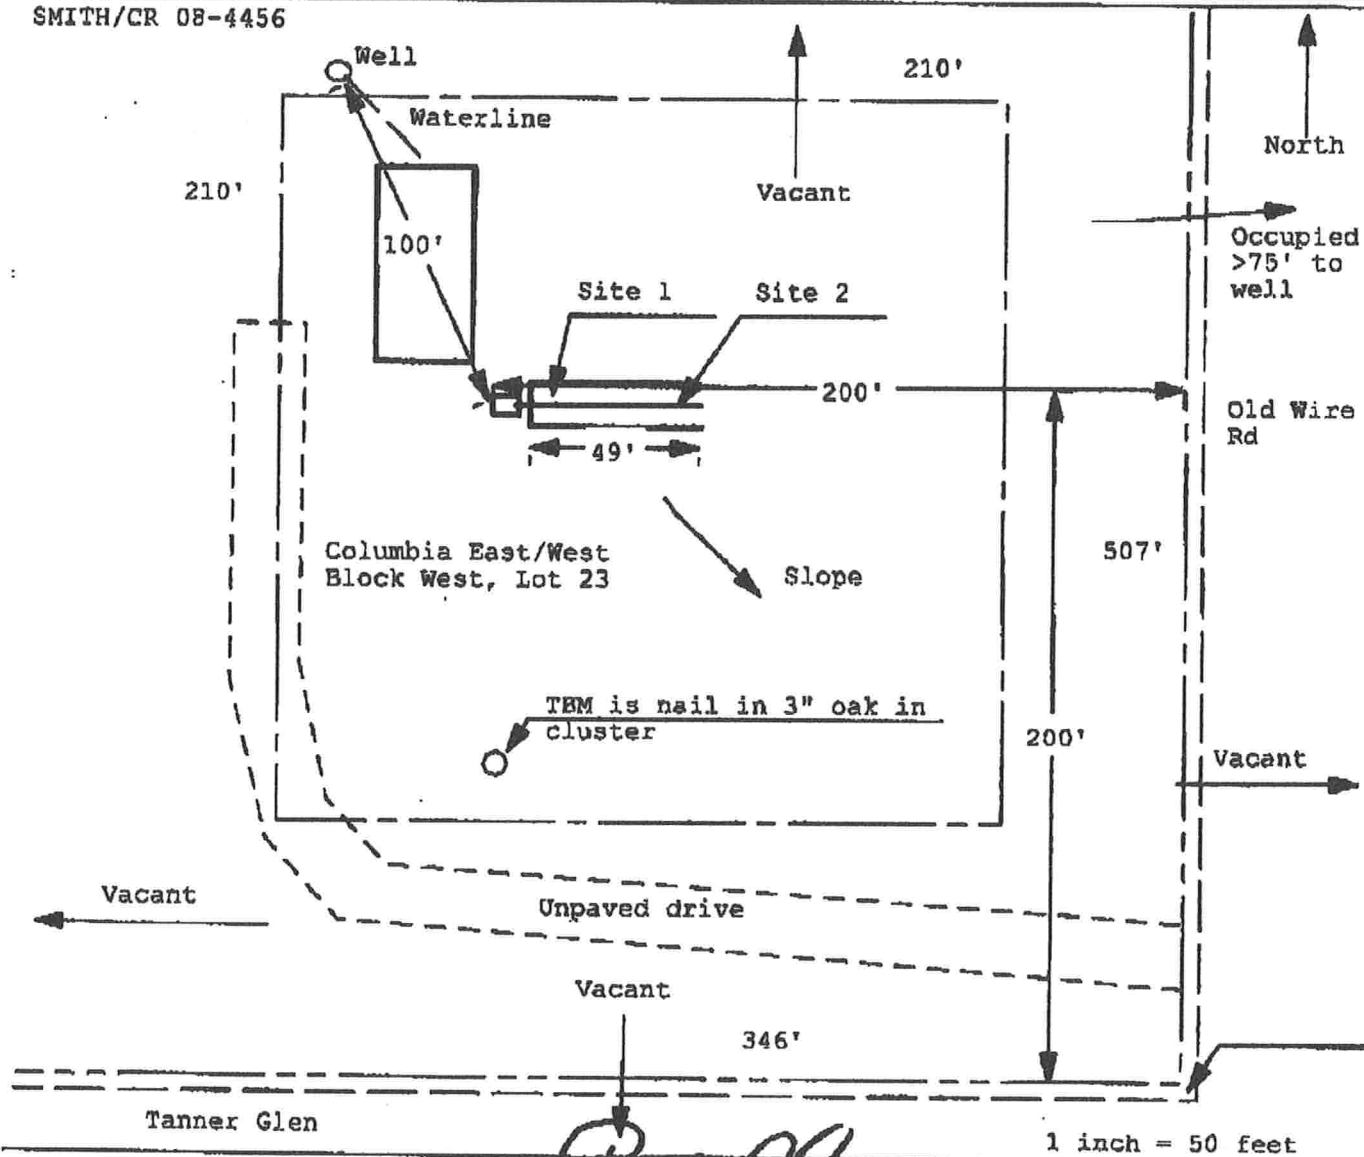 SMITH/CR 08-4456
Well
210'
Waterline
North
210'
Vacant
Occupied
>75' to
well
100'
Site 1
Site 2
200'
Old Wire
Rd
49'
507'
Columbia East/West
Block West, Lot 23
Slope
TBM is nail in 3" oak in
cluster
200'
Vacant
Vacant
Unpaved drive
Vacant
346'
Tanner Glen
1 inch = 50 feet